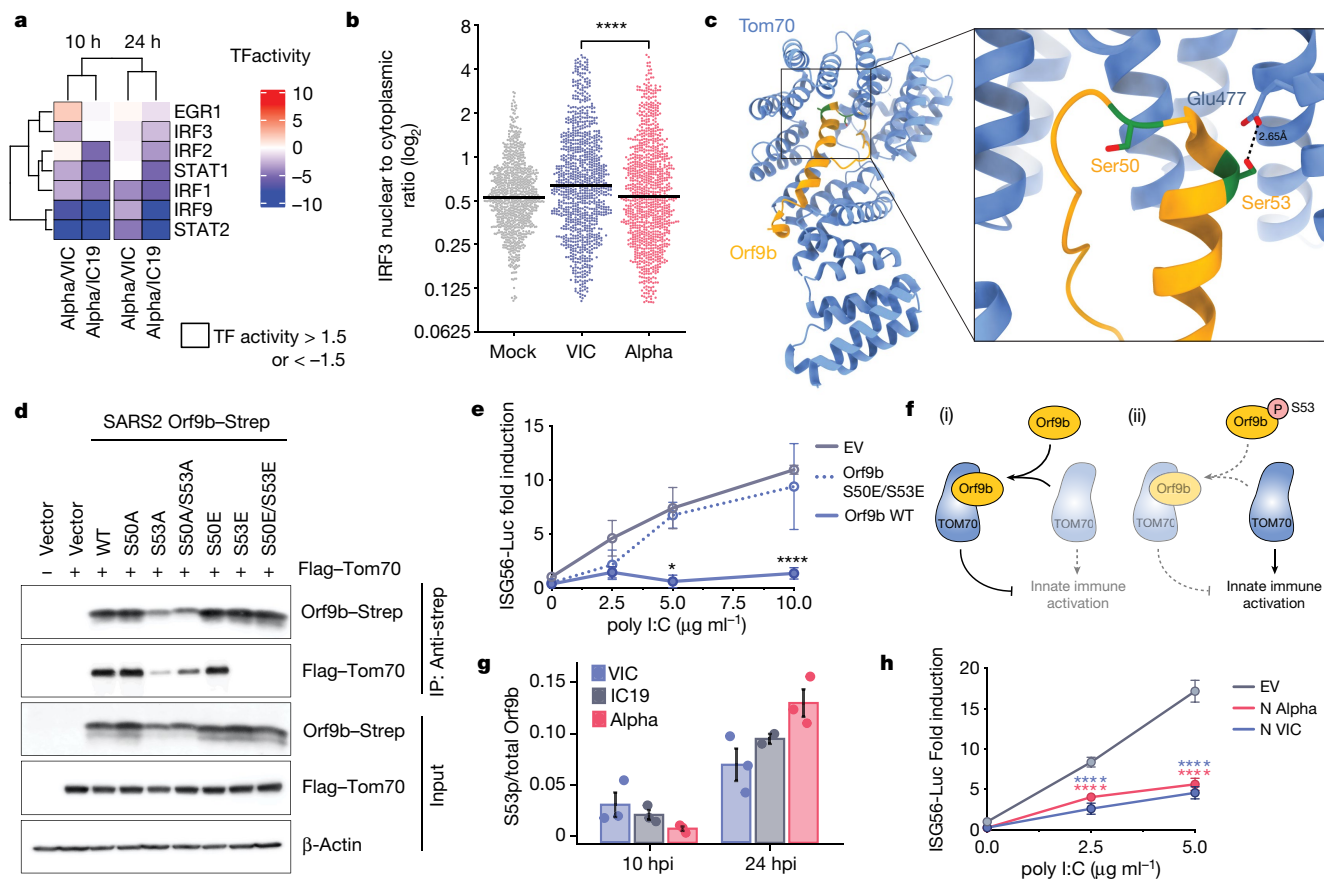 a
10 h 24 h
TFactivity
10
5
0
−5
−10
EGR1
IRF3
IRF2
STAT1
IRF1
IRF9
STAT2
Alpha/VIC
Alpha/IC19
Alpha/VIC
Alpha/IC19
TF activity > 1.5
or < −1.5
b
IRF3 nuclear to cytoplasmic
ratio (log2)
8
4
2
1
0.5
0.25
0.125
0.0625
****
Mock VIC Alpha
c
Tom70
Orf9b
Glu477
2.65Å
Ser50
Ser53
d
SARS2 Orf9b–Strep
Vector
Vector
WT
S50A
S53A
S50A/S53A
S50E
S53E
S50E/S53E
– + + + + + + + +
Flag–Tom70
Orf9b–Strep
Flag–Tom70
IP: Anti-strep
Orf9b–Strep
Flag–Tom70
β-Actin
Input
e
ISG56-Luc fold induction
15
10
5
0
0 2.5 5.0 7.5 10.0
poly I:C (μg ml−1)
* ****
EV
Orf9b
S50E/S53E
Orf9b WT
f
(i)
Orf9b
Orf9b
TOM70
TOM70
Innate immune
activation
(ii)
Orf9b
P
S53
Orf9b
TOM70
TOM70
Innate immune
activation
g
S53p/total Orf9b
0.15
0.10
0.05
0
VIC
IC19
Alpha
10 hpi 24 hpi
h
ISG56-Luc Fold induction
20
15
10
5
0
0.0 2.5 5.0
poly I:C (μg ml−1)
****
****
****
****
EV
N Alpha
N VIC